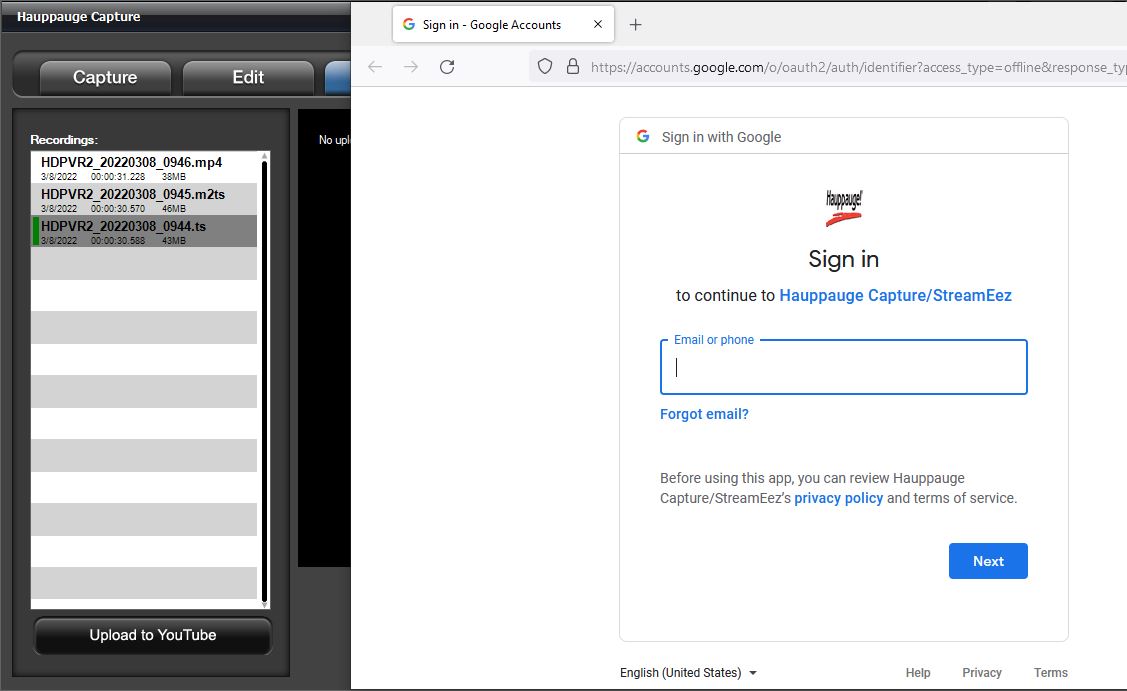 Hauppauge Capture
Capture
Edit
Recordings:
HDPVR2_20220308_0946.mp4
3/8/2022 00:00:31.228 38MB
HDPVR2_20220308_0945.m2ts
3/8/2022 00:00:30.570 46MB
HDPVR2_20220308_0944.ts
3/8/2022 00:00:30.588 43MB
Upload to YouTube
No upl
Sign in - Google Accounts
https://accounts.google.com/o/oauth2/auth/identifier?access_type=offline&response_typ
Sign in with Google
Hauppauge!
Sign in
to continue to Hauppauge Capture/StreamEez
Email or phone
Forgot email?
Before using this app, you can review Hauppauge
Capture/StreamEez's privacy policy and terms of service.
Next
English (United States)
Help Privacy Terms